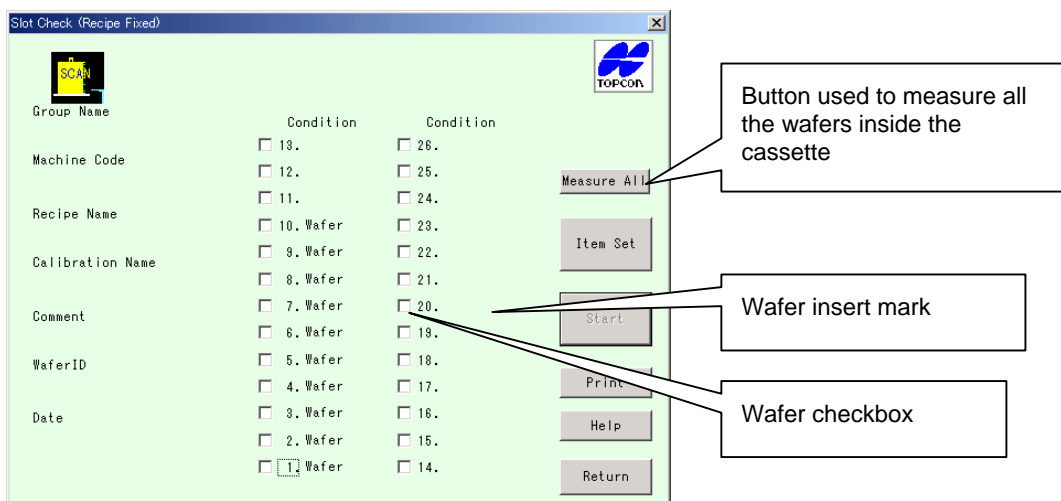 Slot Check (Recipe Fixed)
SCAN
TOPCON
Group Name
Machine Code
Recipe Name
Calibration Name
Comment
WaferID
Date
Condition Condition
13. 26.
12. 25.
11. 24.
10. Wafer 23.
9. Wafer 22.
8. Wafer 21.
7. Wafer 20.
6. Wafer 19.
5. Wafer 18.
4. Wafer 17.
3. Wafer 16.
2. Wafer 15.
1. Wafer 14.
Measure All
Item Set
Start
Print
Help
Return
Button used to measure all
the wafers inside the
cassette
Wafer insert mark
Wafer checkbox